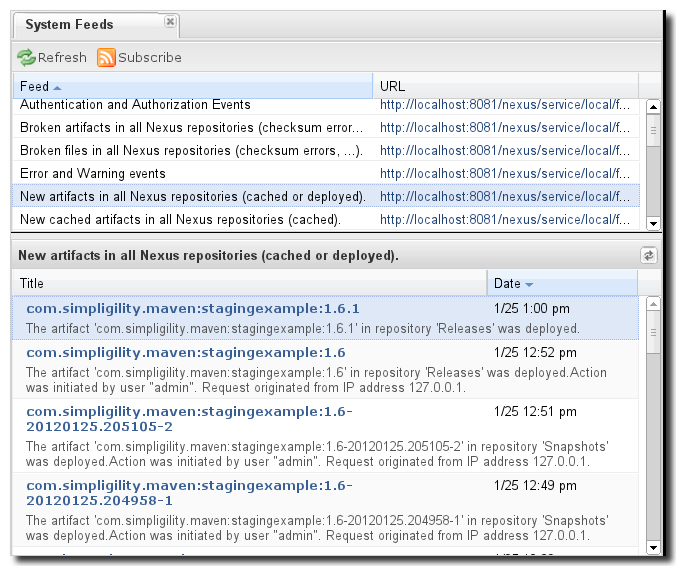 System Feeds
Refresh Subscribe
Feed URL
Authentication and Authorization Events http://localhost:8081/nexus/service/local/f...
Broken artifacts in all Nexus repositories (checksum error... http://localhost:8081/nexus/service/local/f...
Broken files in all Nexus repositories (checksum errors, ...). http://localhost:8081/nexus/service/local/f...
Error and Warning events http://localhost:8081/nexus/service/local/f...
New artifacts in all Nexus repositories (cached or deployed). http://localhost:8081/nexus/service/local/f...
New cached artifacts in all Nexus repositories (cached). http://localhost:8081/nexus/service/local/f...
New artifacts in all Nexus repositories (cached or deployed).
Title Date
com.simpligility.maven:stagingexample:1.6.1 1/25 1:00 pm
The artifact 'com.simpligility.maven:stagingexample:1.6.1' in repository 'Releases' was deployed.
com.simpligility.maven:stagingexample:1.6 1/25 12:52 pm
The artifact 'com.simpligility.maven:stagingexample:1.6' in repository 'Releases' was deployed.Action
was initiated by user "admin". Request originated from IP address 127.0.0.1.
com.simpligility.maven:stagingexample:1.6- 1/25 12:51 pm
20120125.205105-2
The artifact 'com.simpligility.maven:stagingexample:1.6-20120125.205105-2' in repository 'Snapshots'
was deployed.Action was initiated by user "admin". Request originated from IP address 127.0.0.1.
com.simpligility.maven:stagingexample:1.6- 1/25 12:49 pm
20120125.204958-1
The artifact 'com.simpligility.maven:stagingexample:1.6-20120125.204958-1' in repository 'Snapshots'
was deployed.Action was initiated by user "admin". Request originated from IP address 127.0.0.1.